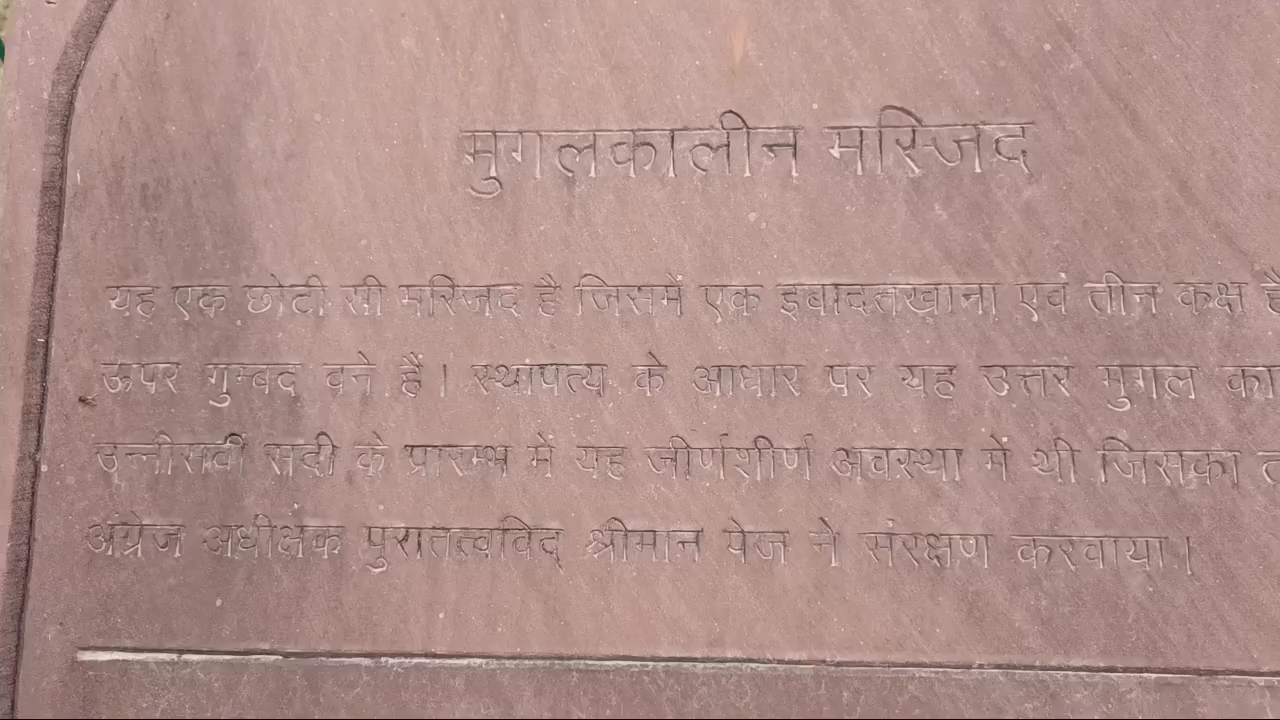 मुगलकालीन मस्जिद
यह एक छोटी सी मस्जिद है जिसमें एक इबादतखाना एवं तीन कक्ष
ऊपर गुम्बद बने हैं। स्थापत्य के आधार पर यह उत्तर मुगल
उन्नीसवीं सदी के प्रारम्भ में यह जीर्णशीर्ण अवस्था में थी जिसका
अंग्रेज अधीक्षक पुरातत्वविद् श्रीमान पेज ने संरक्षण करवाया।